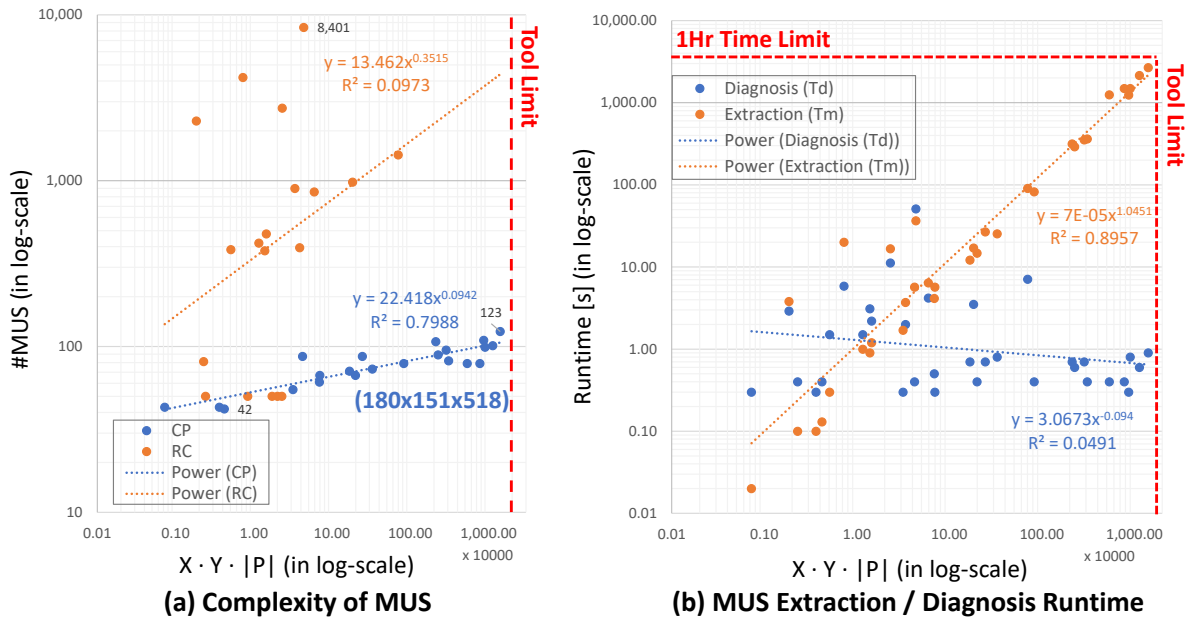 10,000
1,000
100
10
#MUS (in log-scale)
8,401
y = 13.462x^0.3515
R² = 0.0973
y = 22.418x^0.0942
R² = 0.7988
123
42
(180x151x518)
Tool Limit
CP
RC
Power (CP)
Power (RC)
0.01 0.10 1.00 10.00 100.00 1,000.00
x 10000
X · Y · |P| (in log-scale)
(a) Complexity of MUS
10,000.00
1,000.00
100.00
10.00
1.00
0.10
0.01
Runtime [s] (in log-scale)
1Hr Time Limit
Tool Limit
Diagnosis (Td)
Extraction (Tm)
Power (Diagnosis (Td))
Power (Extraction (Tm))
y = 7E-05x^1.0451
R² = 0.8957
y = 3.0673x^-0.094
R² = 0.0491
0.01 0.10 1.00 10.00 100.00 1,000.00
x 10000
X · Y · |P| (in log-scale)
(b) MUS Extraction / Diagnosis Runtime